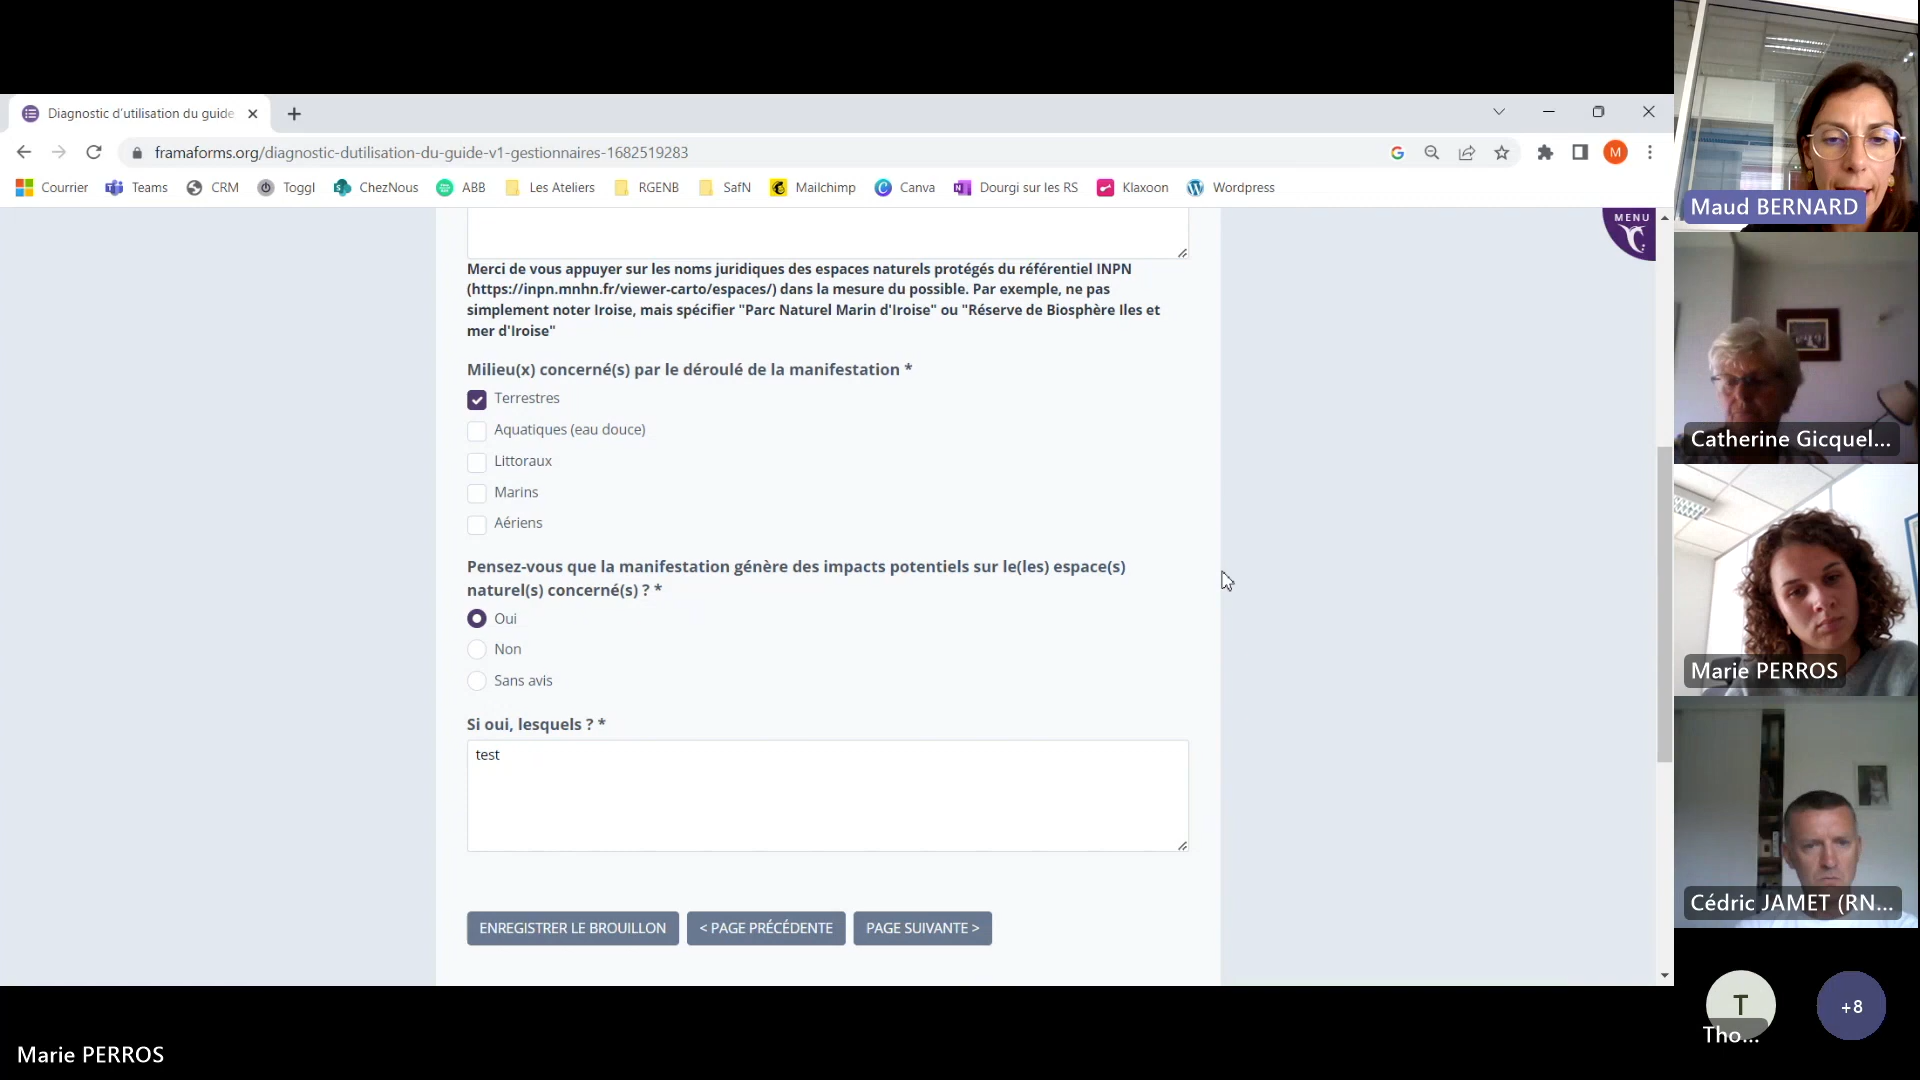 Diagnostic d'utilisation du guide
framaforms.org/diagnostic-dutilisation-du-guide-v1-gestionnaires-1682519283
M
Courrier Teams CRM Toggl ChezNous ABB Les Ateliers RGENB SafN Mailchimp Canva Dourgi sur les RS Klaxoon Wordpress
MENU
Merci de vous appuyer sur les noms juridiques des espaces naturels protégés du référentiel INPN
(https://inpn.mnhn.fr/viewer-carto/espaces/) dans la mesure du possible. Par exemple, ne pas
simplement noter Iroise, mais spécifier "Parc Naturel Marin d'Iroise" ou "Réserve de Biosphère Iles et
mer d'Iroise"
Milieu(x) concerné(s) par le déroulé de la manifestation *
Terrestres
Aquatiques (eau douce)
Littoraux
Marins
Aériens
Pensez-vous que la manifestation génère des impacts potentiels sur le(les) espace(s)
naturel(s) concerné(s) ? *
Oui
Non
Sans avis
Si oui, lesquels ? *
test
ENREGISTRER LE BROUILLON < PAGE PRÉCÉDENTE PAGE SUIVANTE >
Maud BERNARD
Catherine Gicquel...
Marie PERROS
Cédric JAMET (RN...
T
Tho...
+8
Marie PERROS